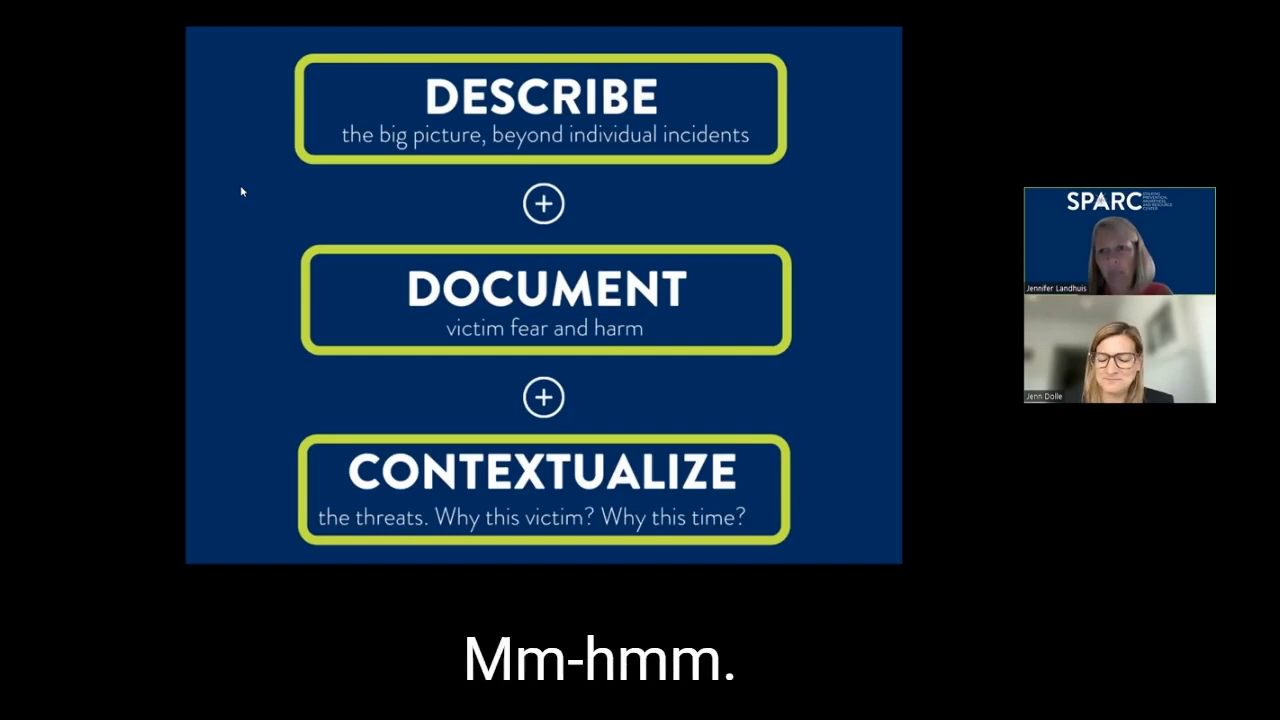 DESCRIBE
the big picture, beyond individual incidents
DOCUMENT
victim fear and harm
CONTEXTUALIZE
the threats. Why this victim? Why this time?
SPARC
Jennifer Landhuis
Jenn Dolle
Mm-hmm.